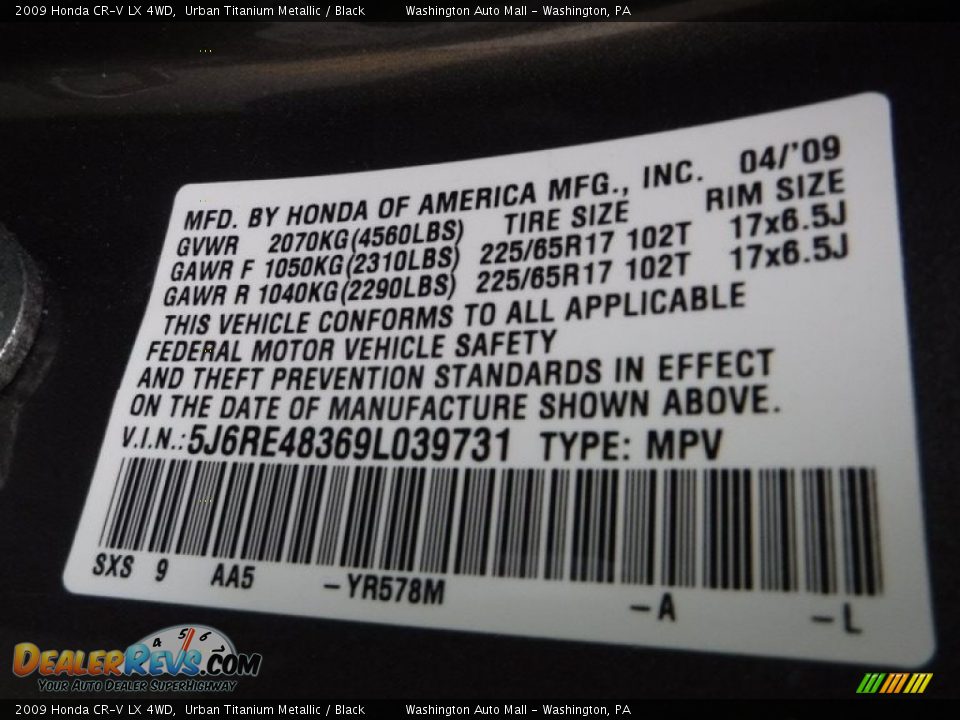 2009 Honda CR-V LX 4WD,  Urban Titanium Metallic / Black          Washington Auto Mall - Washington, PA
MFD. BY HONDA OF AMERICA MFG., INC.  04/'09
GVWR  2070KG(4560LBS)  TIRE SIZE  RIM SIZE
GAWR F 1050KG(2310LBS)  225/65R17 102T  17x6.5J
GAWR R 1040KG(2290LBS)  225/65R17 102T  17x6.5J
THIS VEHICLE CONFORMS TO ALL APPLICABLE
FEDERAL MOTOR VEHICLE SAFETY
AND THEFT PREVENTION STANDARDS IN EFFECT
ON THE DATE OF MANUFACTURE SHOWN ABOVE.
V.I.N.:5J6RE48369L039731  TYPE: MPV
SXS  9  AA5  -YR578M  -A  -L
4 5 6
DEALERREVS.COM
YOUR AUTO DEALER SUPERHIGHWAY
2009 Honda CR-V LX 4WD,  Urban Titanium Metallic / Black          Washington Auto Mall - Washington, PA